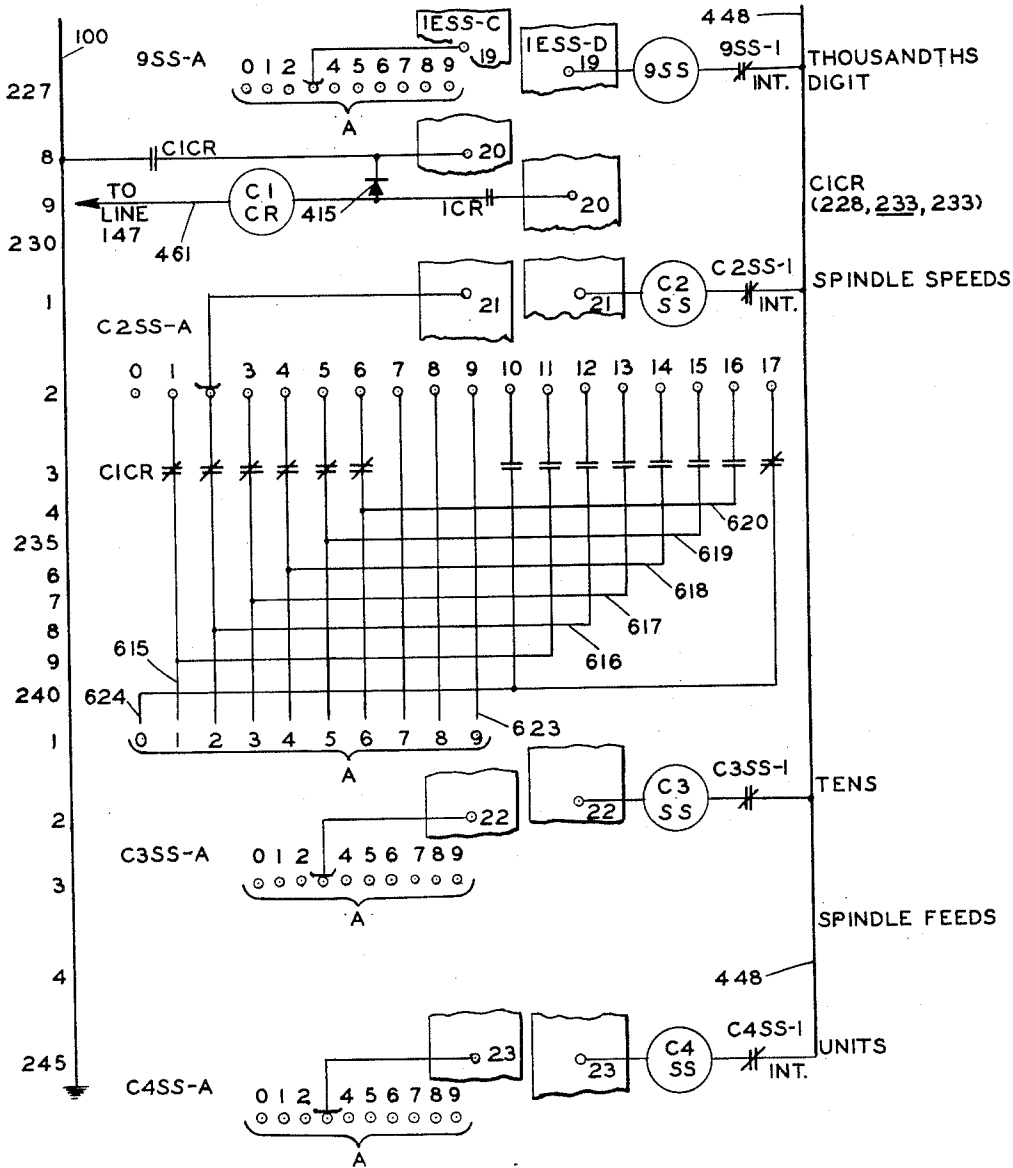 100
1ESS-C
448
9SS-A
19
1ESS-D
19
9SS
9SS-1
INT.
THOUSANDTHS
DIGIT
0 1 2 4 5 6 7 8 9
227
A
8
C1CR
20
9
TO
LINE
147
461
C1
CR
415
1CR
20
C1CR
(228, 233, 233)
230
1
21
21
C2
SS
C2SS-1
INT.
SPINDLE SPEEDS
C2SS-A
0 1 3 4 5 6 7 8 9 10 11 12 13 14 15 16 17
2
3
C1CR
4
620
235
619
6
618
7
617
8
616
9
615
240
624
623
1
0 1 2 3 4 5 6 7 8 9
A
22
22
C3
SS
C3SS-1
TENS
2
C3SS-A
0 1 2 4 5 6 7 8 9
3
A
SPINDLE FEEDS
4
448
23
23
C4
SS
C4SS-1
INT.
UNITS
245
C4SS-A
0 1 2 4 5 6 7 8 9
A